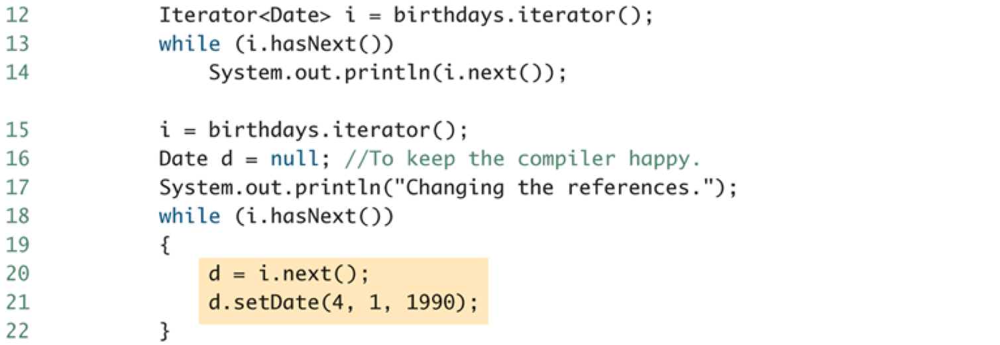 12 Iterator<Date> i = birthdays.iterator();
13 while (i.hasNext())
14 System.out.println(i.next());
15 i = birthdays.iterator();
16 Date d = null; //To keep the compiler happy.
17 System.out.println("Changing the references.");
18 while (i.hasNext())
19 {
20 d = i.next();
21 d.setDate(4, 1, 1990);
22 }